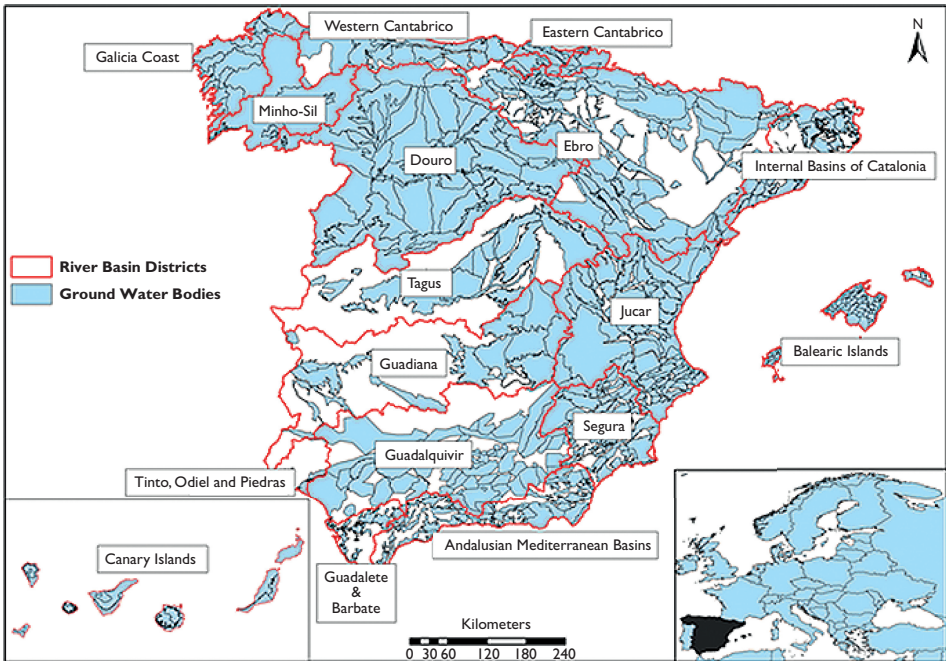 Western Cantabrico
Eastern Cantabrico
N
Galicia Coast
Minho-Sil
Douro
Ebro
Internal Basins of Catalonia
River Basin Districts
Ground Water Bodies
Tagus
Jucar
Balearic Islands
Guadiana
Segura
Guadalquivir
Tinto, Odiel and Piedras
Andalusian Mediterranean Basins
Canary Islands
Guadalete
&
Barbate
Kilometers
0 30 60 120 180 240